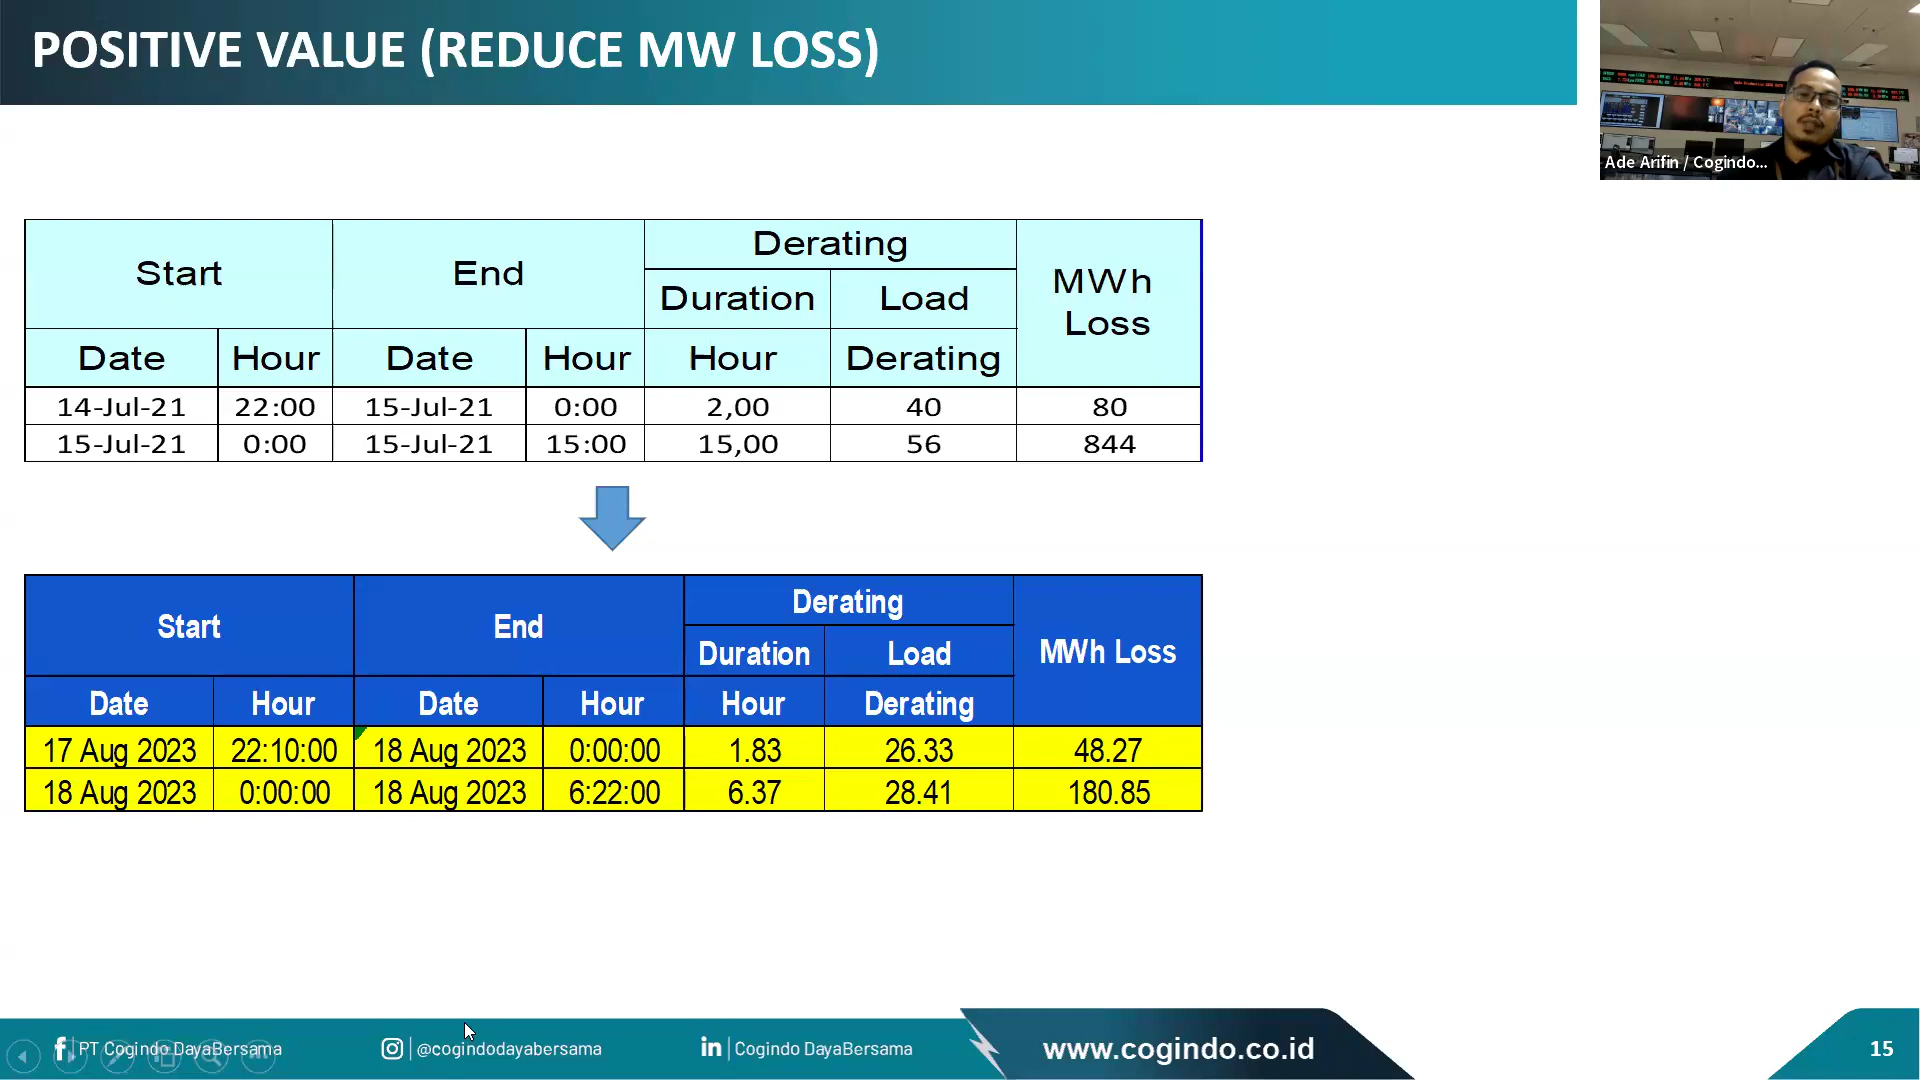 POSITIVE VALUE (REDUCE MW LOSS)
Ade Arifin / Cogindo...
Start End Derating MWh Loss
Duration Load
Date Hour Date Hour Hour Derating
14-Jul-21 22:00 15-Jul-21 0:00 2,00 40 80
15-Jul-21 0:00 15-Jul-21 15:00 15,00 56 844
Start End Derating MWh Loss
Duration Load
Date Hour Date Hour Hour Derating
17 Aug 2023 22:10:00 18 Aug 2023 0:00:00 1.83 26.33 48.27
18 Aug 2023 0:00:00 18 Aug 2023 6:22:00 6.37 28.41 180.85
PT Cogindo DayaBersama @cogindodayabersama Cogindo DayaBersama www.cogindo.co.id 15